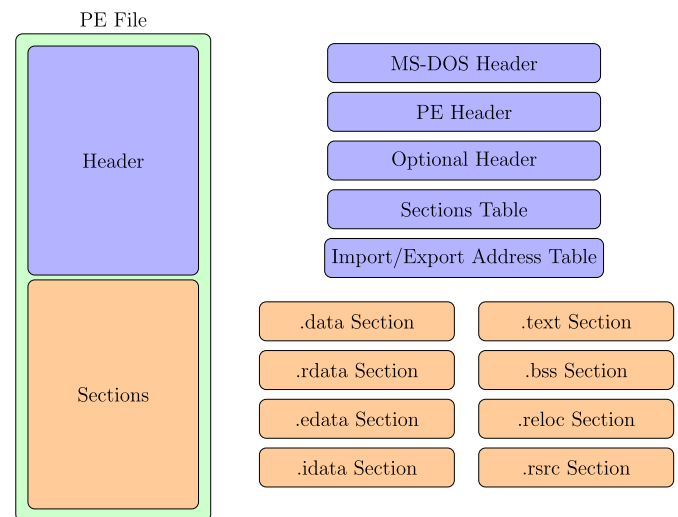 PE File
Header
Sections
MS-DOS Header
PE Header
Optional Header
Sections Table
Import/Export Address Table
.data Section
.text Section
.rdata Section
.bss Section
.edata Section
.reloc Section
.idata Section
.rsrc Section